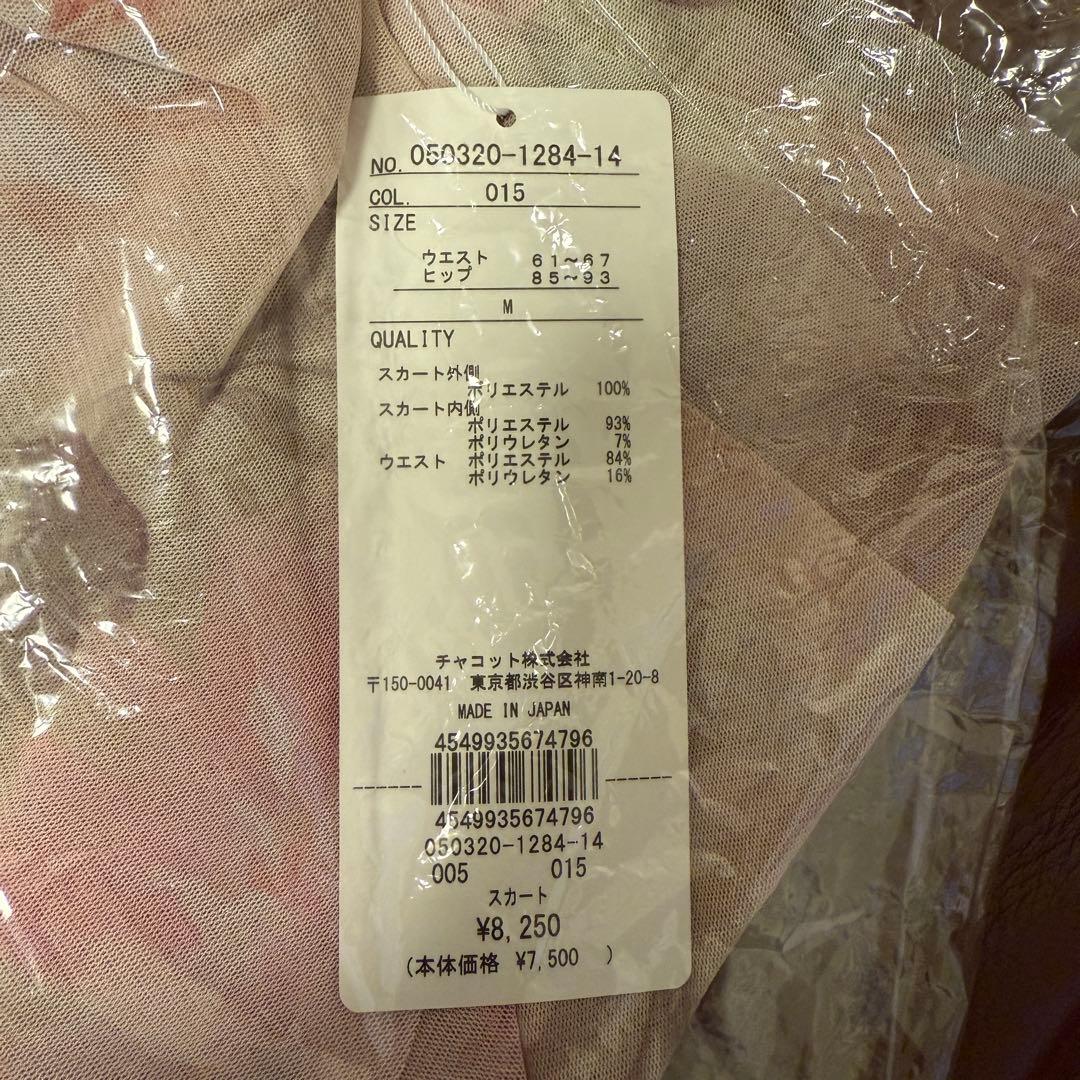 NO. 050320-1284-14
COL. 015
SIZE
ウエスト 61~67
ヒップ 85~93
M
QUALITY
スカート外側
ポリエステル 100%
スカート内側
ポリエステル 93%
ポリウレタン 7%
ウエスト ポリエステル 84%
ポリウレタン 16%
チャコット株式会社
〒150-0041 東京都渋谷区神南1-20-8
MADE IN JAPAN
4549935674796
4549935674796
050320-1284-14
005 015
スカート
¥8,250
(本体価格 ¥7,500 )